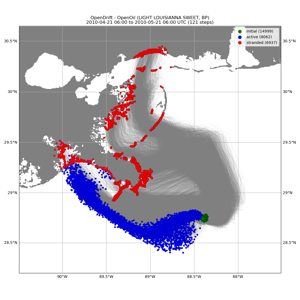 OpenDrift - OpenOil (LIGHT LOUISIANNA SWEET, BP)
2010-04-21 06:00 to 2010-05-21 06:00 UTC (121 steps)
initial (14999)
active (8062)
stranded (6937)
30.5°N 30.5°N
30°N 30°N
29.5°N 29.5°N
29°N 29°N
28.5°N 28.5°N
90°W 89.5°W 89°W 88.5°W 88°W